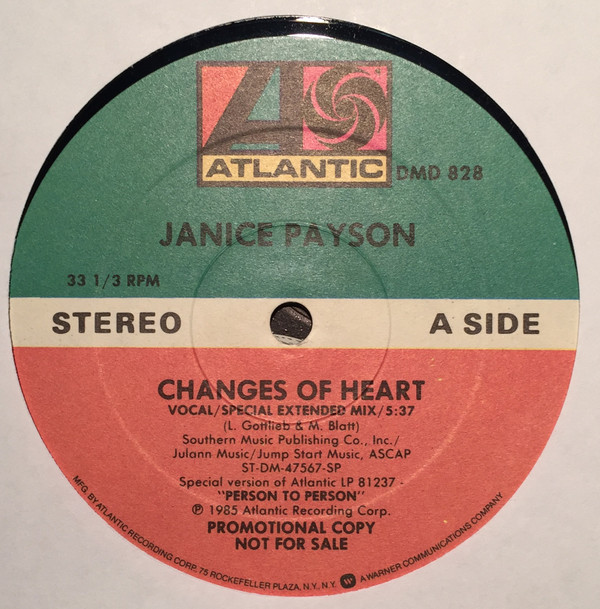 ATLANTIC
DMD 828
JANICE PAYSON
33 1/3 RPM
STEREO
A SIDE
CHANGES OF HEART
VOCAL/SPECIAL EXTENDED MIX/5:37
(L. Gottlieb & M. Blatt)
Southern Music Publishing Co., Inc./
Julann Music/Jump Start Music, ASCAP
ST-DM-47567-SP
Special version of Atlantic LP 81237 -
"PERSON TO PERSON"
℗ 1985 Atlantic Recording Corp.
PROMOTIONAL COPY
NOT FOR SALE
MFG. BY ATLANTIC RECORDING CORP. 75 ROCKEFELLER PLAZA, N.Y., N.Y. W A WARNER COMMUNICATIONS COMPANY